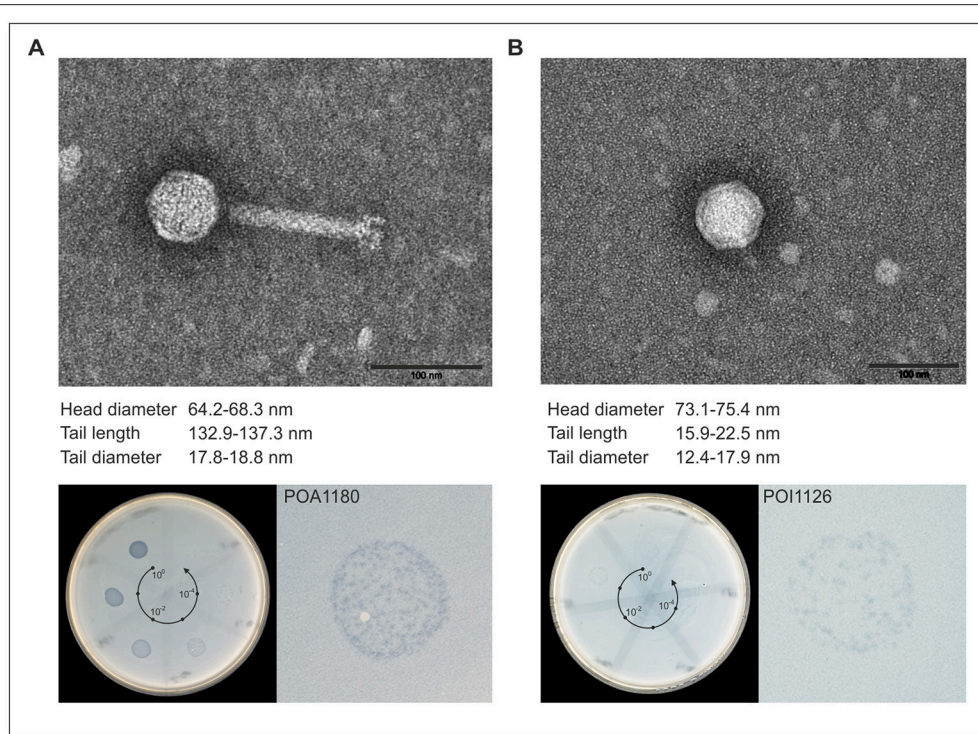 A
B
100 nm
100 nm
Head diameter 64.2-68.3 nm
Tail length 132.9-137.3 nm
Tail diameter 17.8-18.8 nm
Head diameter 73.1-75.4 nm
Tail length 15.9-22.5 nm
Tail diameter 12.4-17.9 nm
POA1180
10⁰
10⁻⁴
10⁻²
POI1126
10⁰
10⁻⁴
10⁻²